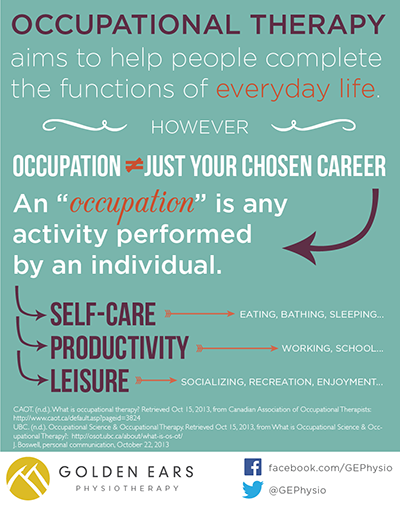 OCCUPATIONAL THERAPY
aims to help people complete
the functions of everyday life.
HOWEVER
OCCUPATION ≠ JUST YOUR CHOSEN CAREER
An “occupation” is any
activity performed
by an individual.
SELF-CARE EATING, BATHING, SLEEPING...
PRODUCTIVITY WORKING, SCHOOL...
LEISURE SOCIALIZING, RECREATION, ENJOYMENT...
CAOT. (n.d.). What is occupational therapy? Retrieved Oct 15, 2013, from Canadian Association of Occupational Therapists:
http://www.caot.ca/default.asp?pageid=3824
UBC. (n.d.). Occupational Science & Occupational Therapy. Retrieved Oct 15, 2013, from What is Occupational Science & Occ-
upational Therapy?: http://osot.ubc.ca/about/what-is-os-ot/
J. Boswell, personal communication, October 22, 2013
GOLDEN EARS
PHYSIOTHERAPY
facebook.com/GEPhysio
@GEPhysio